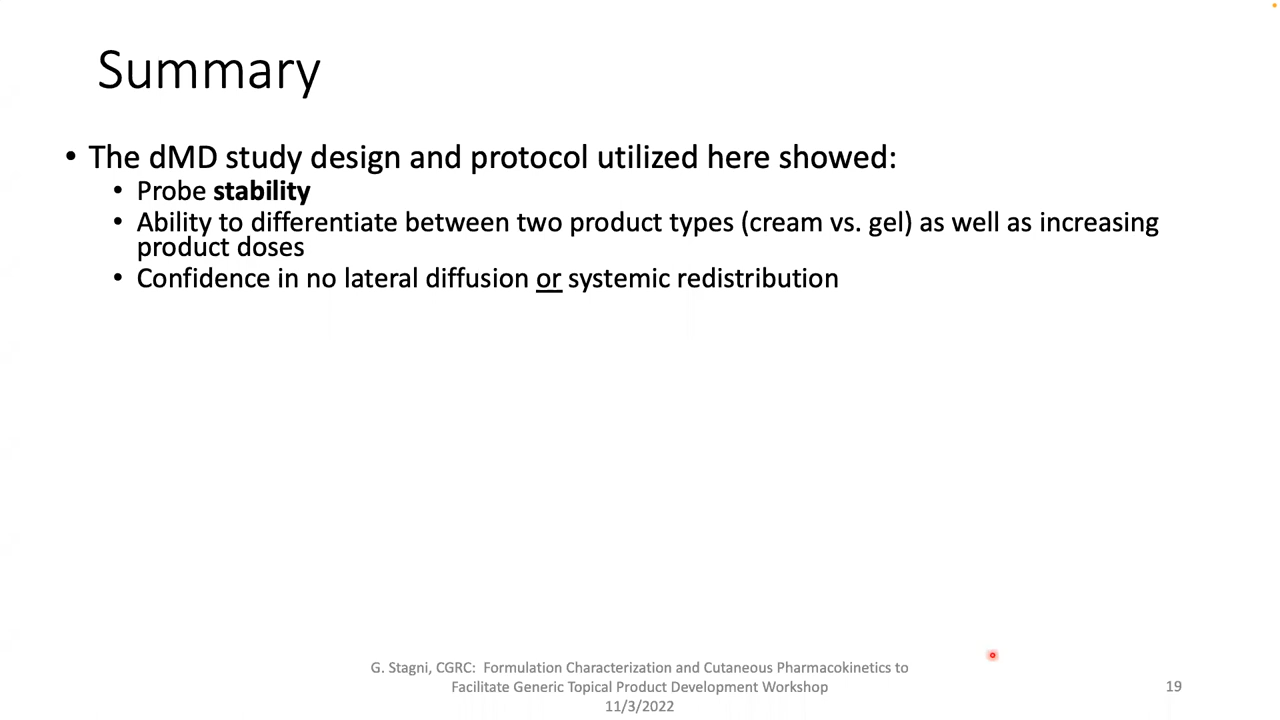 Summary
• The dMD study design and protocol utilized here showed:
• Probe stability
• Ability to differentiate between two product types (cream vs. gel) as well as increasing
product doses
• Confidence in no lateral diffusion or systemic redistribution
G. Stagni, CGRC: Formulation Characterization and Cutaneous Pharmacokinetics to
Facilitate Generic Topical Product Development Workshop
11/3/2022
19